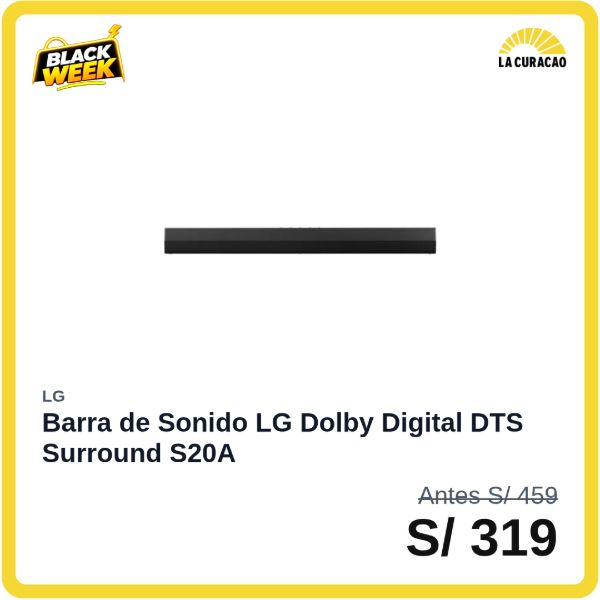 BLACK
WEEK
LA CURACAO
LG
Barra de Sonido LG Dolby Digital DTS
Surround S20A
Antes S/ 459
S/ 319